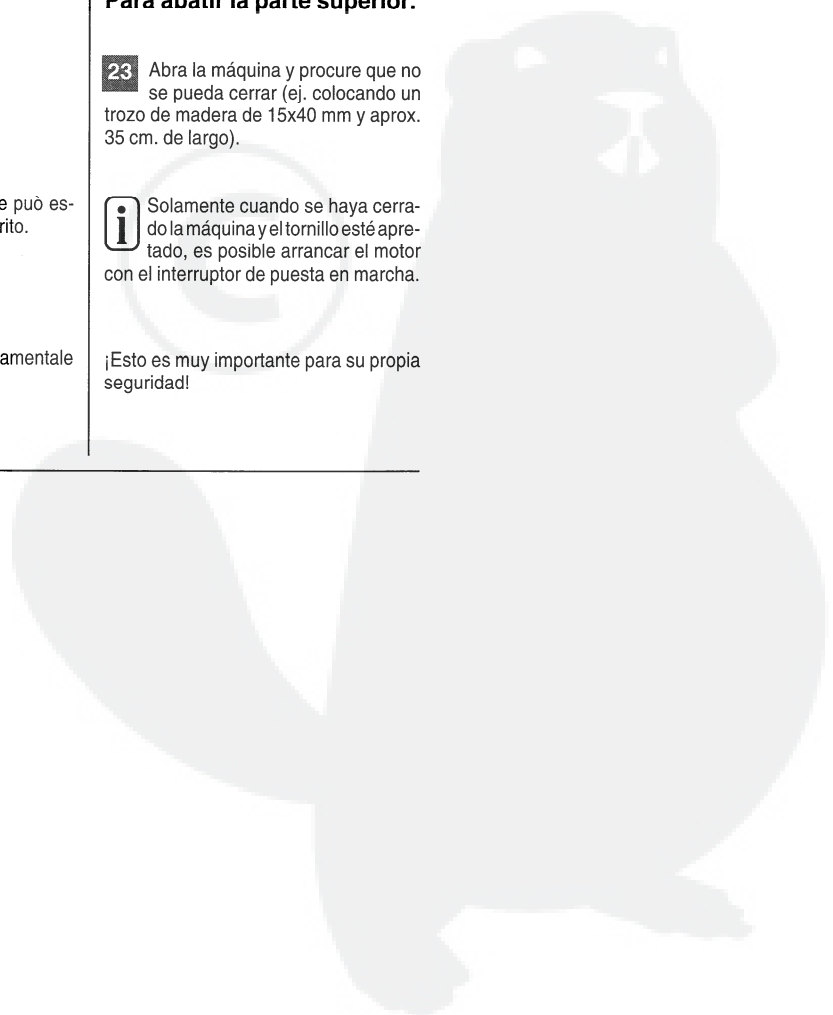 Para abatir la parte superior.
23 Abra la máquina y procure que no
se pueda cerrar (ej. colocando un
trozo de madera de 15x40 mm y aprox.
35 cm. de largo).
e può es-
rito.
i Solamente cuando se haya cerra-
do la máquina y el tornillo esté apre-
tado, es posible arrancar el motor
con el interruptor de puesta en marcha.
amentale
¡Esto es muy importante para su propia
seguridad!
©